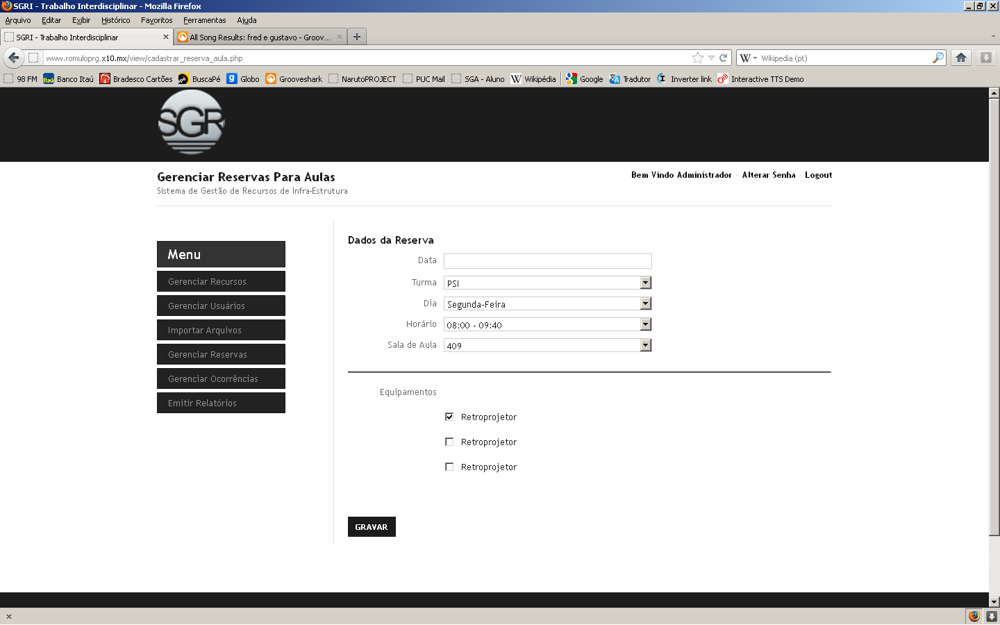 SGRI - Trabalho Interdisciplinar - Mozilla Firefox
Arquivo Editar Exibir Histórico Favoritos Ferramentas Ajuda
SGRI - Trabalho Interdisciplinar × All Song Results: fred e gustavo - Groov... × +
www.romuloprg.x10.mx/view/cadastrar_reserva_aula.php W Wikipedia (pt)
98 FM Itaú Banco Itaú Bradesco Cartões BuscaPé g Globo Grooveshark NarutoPROJECT PUC Mail SGA - Aluno W Wikipédia Google Tradutor Inverter link Interactive TTS Demo
SGR
Gerenciar Reservas Para Aulas
Bem Vindo Administrador - Alterar Senha - Logout
Sistema de Gestão de Recursos de Infra-Estrutura
Menu
Gerenciar Recursos
Gerenciar Usuários
Importar Arquivos
Gerenciar Reservas
Gerenciar Ocorrências
Emitir Relatórios
Dados da Reserva
Data
Turma PSI
Dia Segunda-Feira
Horário 08:00 - 09:40
Sala de Aula 409
Equipamentos
Retroprojetor
Retroprojetor
Retroprojetor
GRAVAR
×